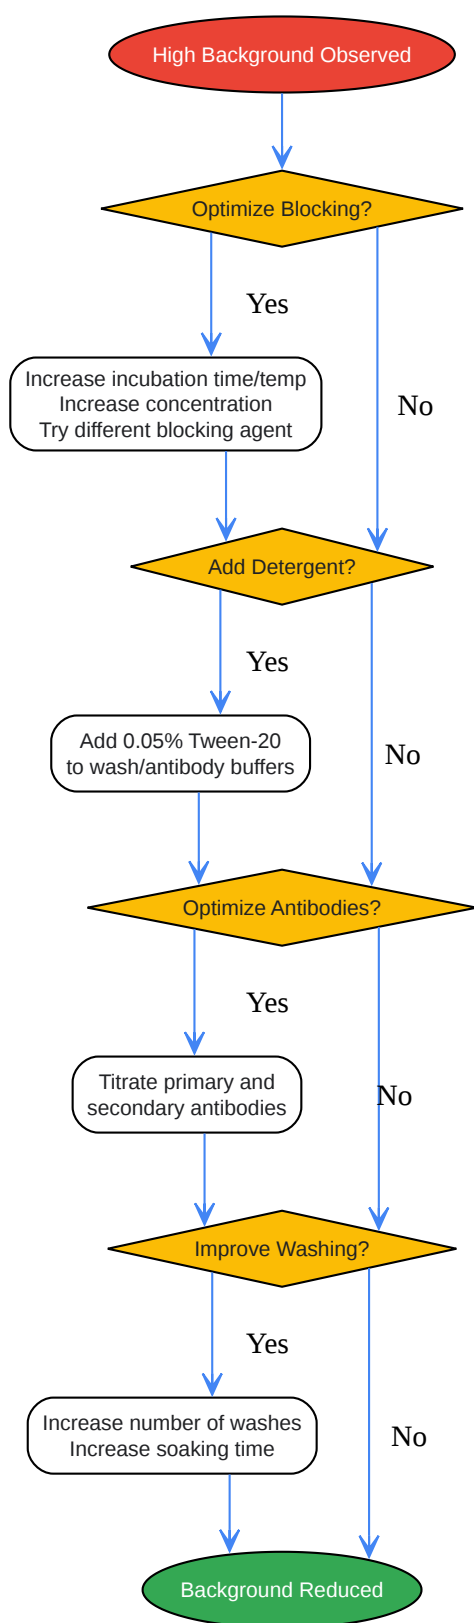 High Background Observed
Optimize Blocking?
Yes
Increase incubation time/temp
Increase concentration
Try different blocking agent
No
Add Detergent?
Yes
Add 0.05% Tween-20
to wash/antibody buffers
No
Optimize Antibodies?
Yes
Titrate primary and
secondary antibodies
No
Improve Washing?
Yes
Increase number of washes
Increase soaking time
No
Background Reduced